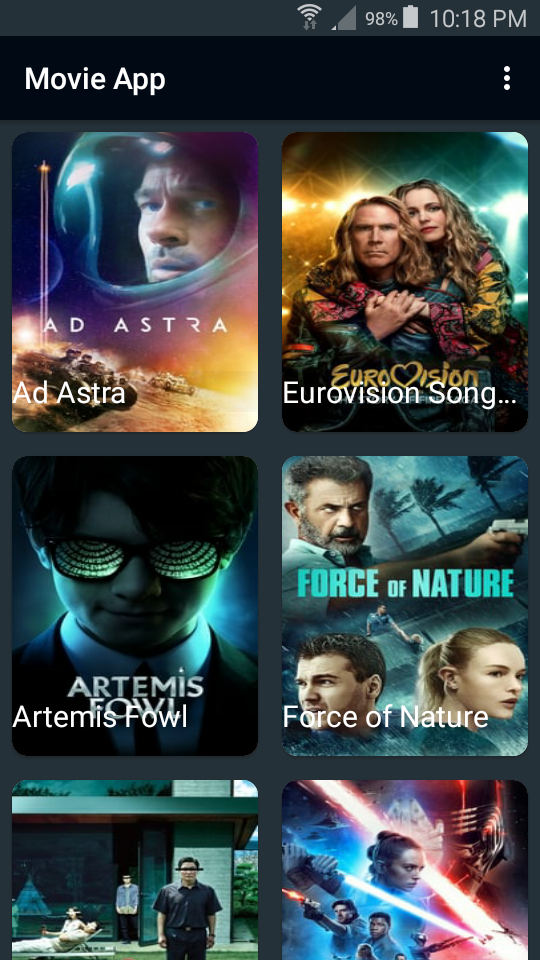 98% 10:18 PM
Movie App
AD ASTRA
Ad Astra
EUROVISION
Eurovision Song...
FORCE OF NATURE
ARTEMIS
FOWL
Artemis Fowl
Force of Nature